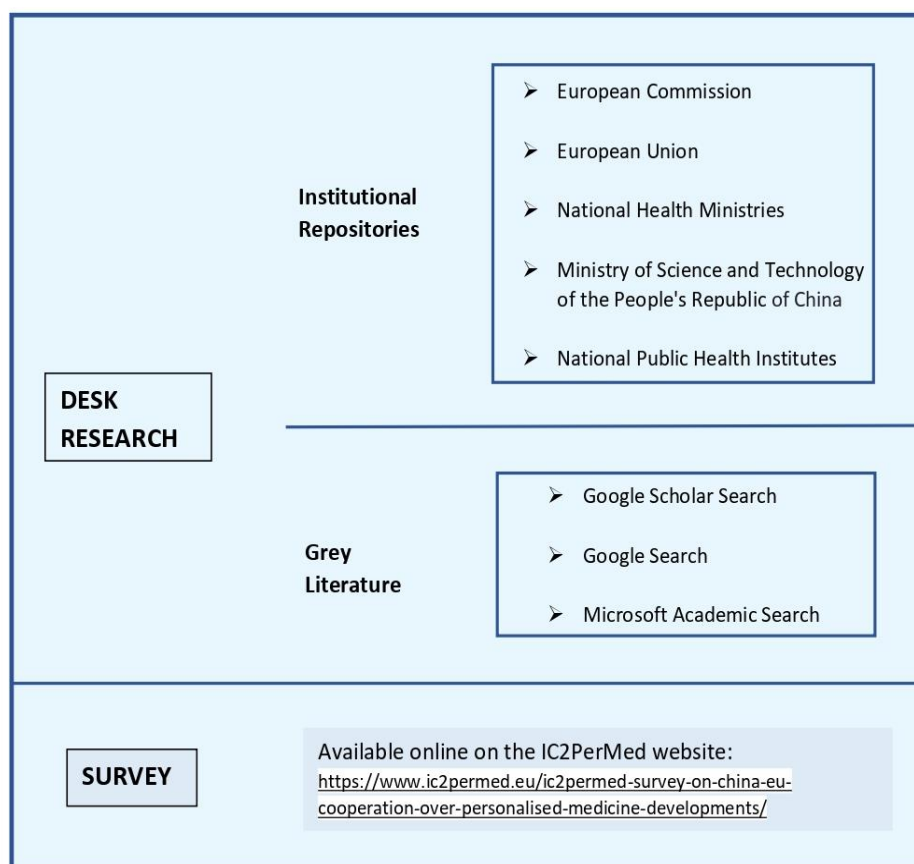 DESK
RESEARCH
Institutional
Repositories
➢ European Commission
➢ European Union
➢ National Health Ministries
➢ Ministry of Science and Technology
of the People's Republic of China
➢ National Public Health Institutes
Grey
Literature
➢ Google Scholar Search
➢ Google Search
➢ Microsoft Academic Search
SURVEY
Available online on the IC2PerMed website:
https://www.ic2permed.eu/ic2permed-survey-on-china-eu-
cooperation-over-personalised-medicine-developments/